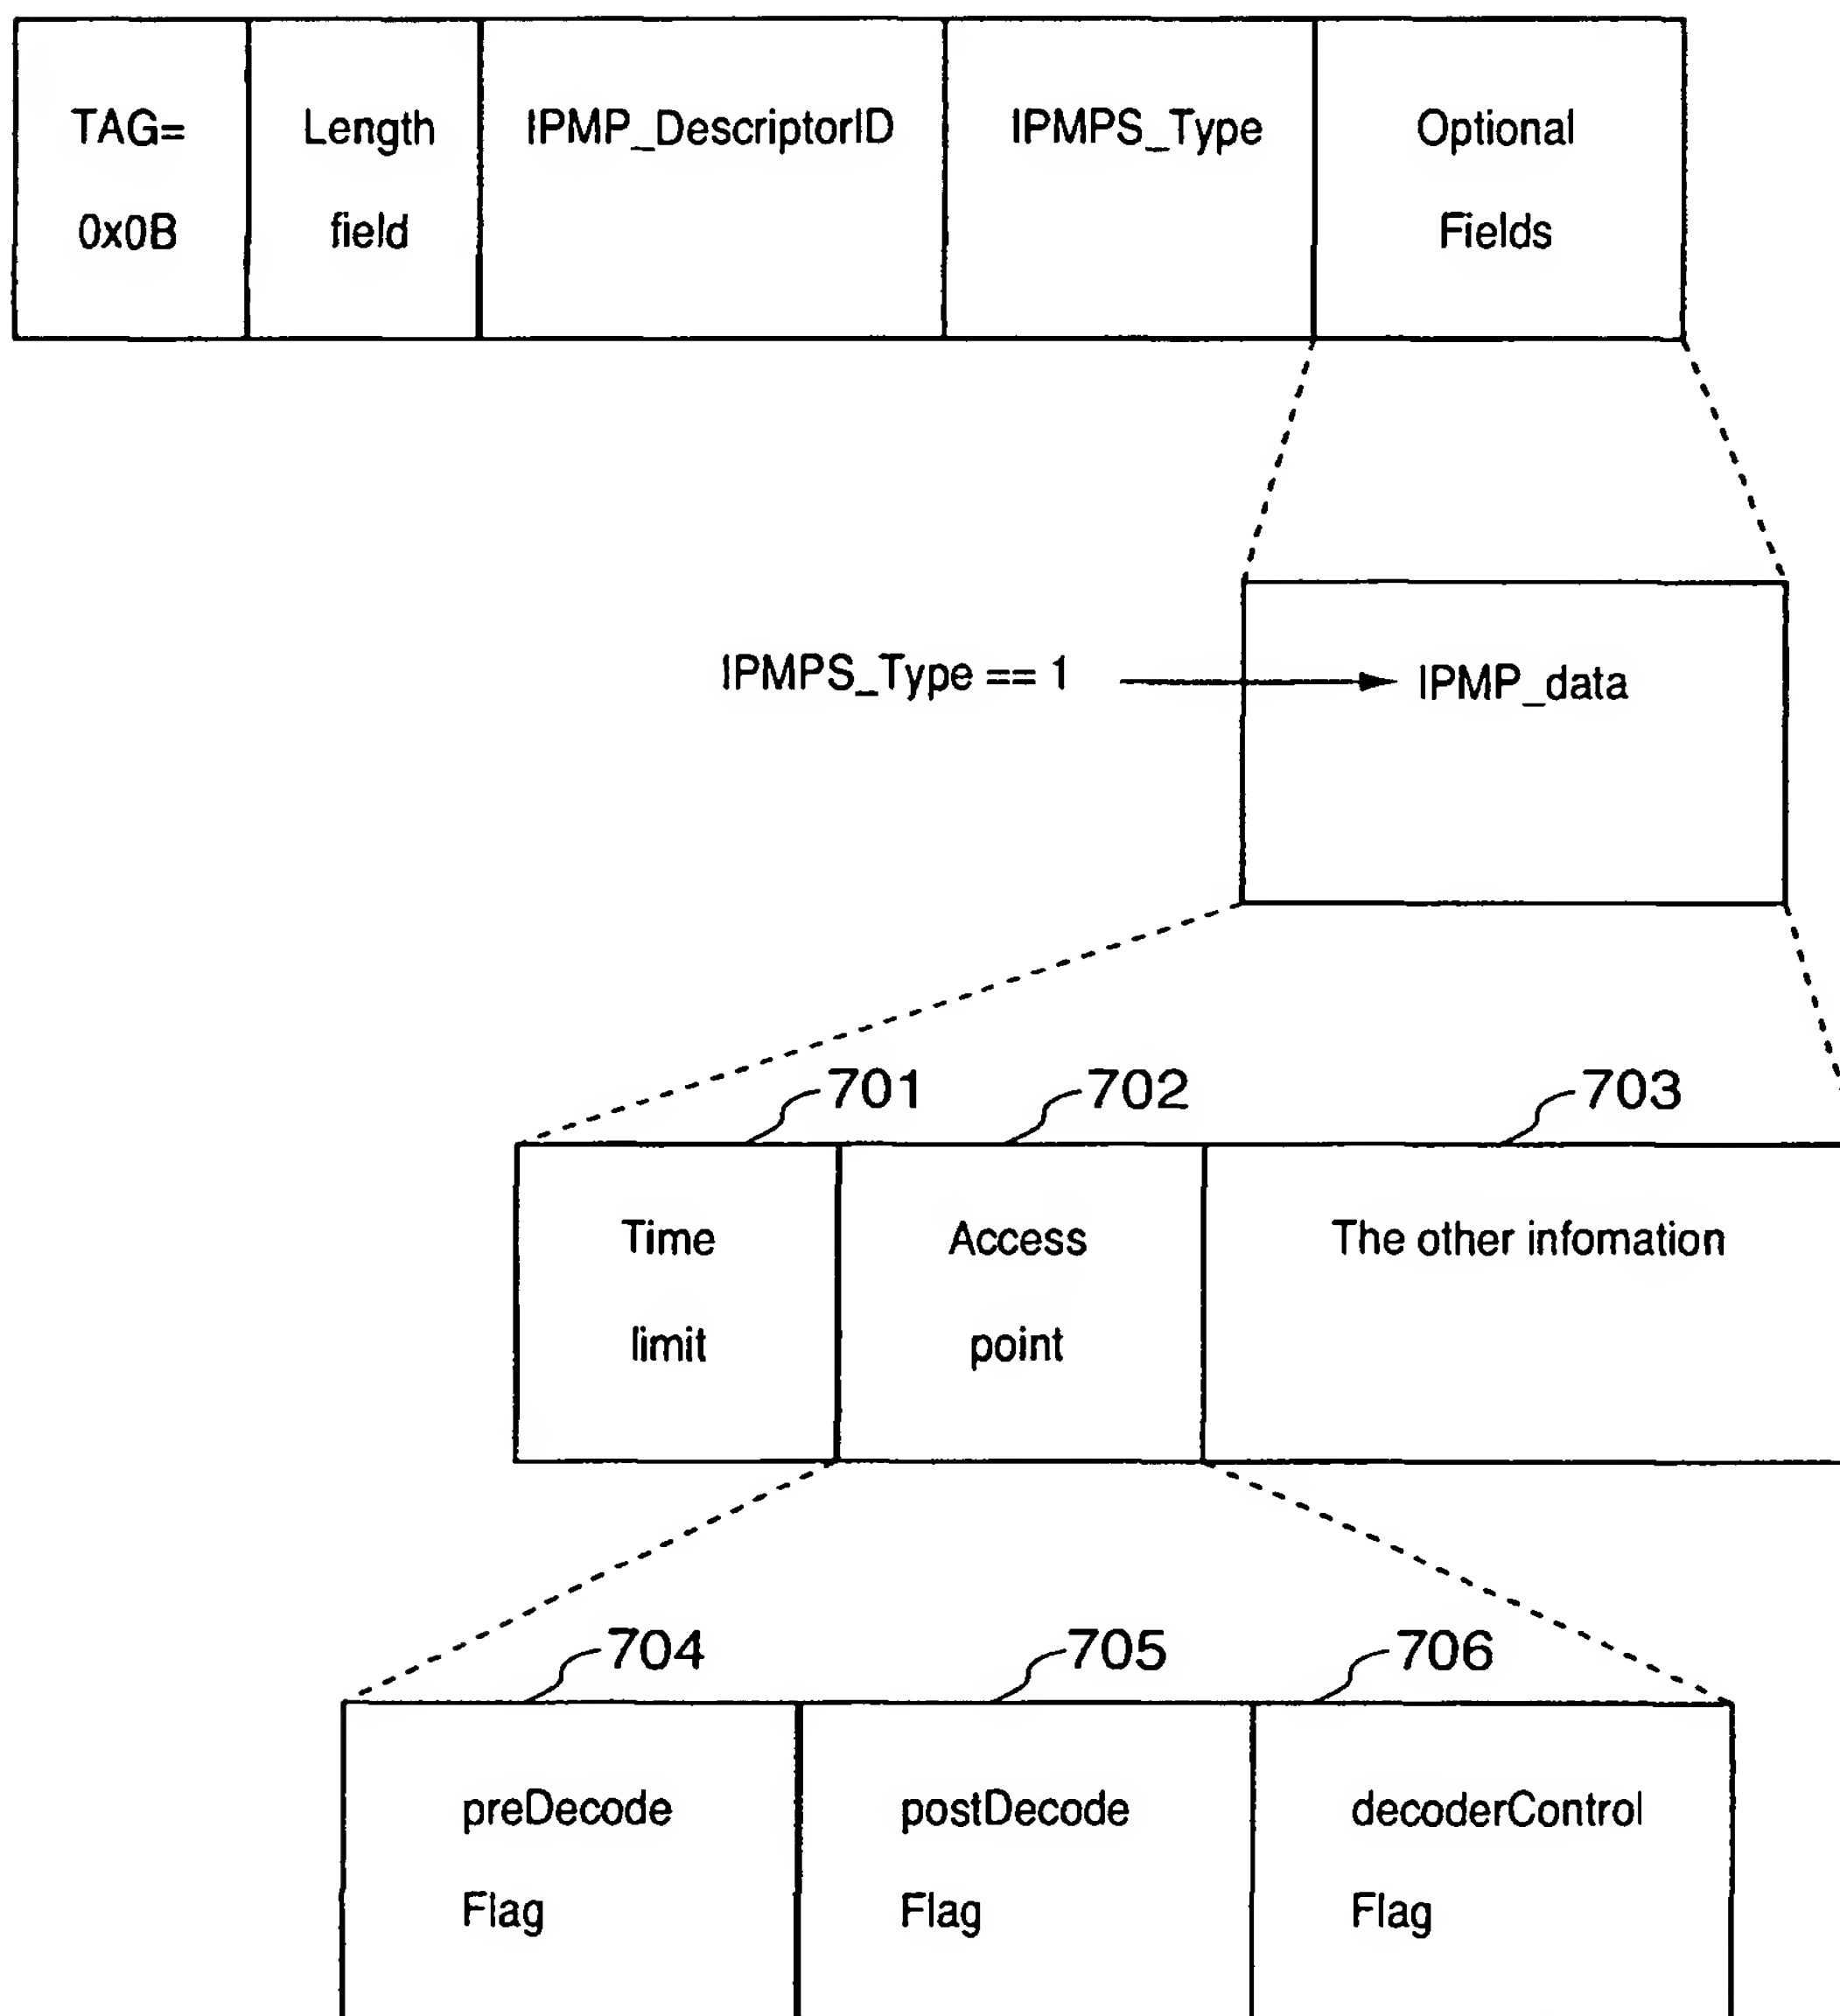 TAG=
0x0B
Length
field
IPMP_DescriptorID
IPMPS_Type
Optional
Fields
IPMPS_Type == 1
IPMP_data
701
702
703
Time
limit
Access
point
The other infomation
704
705
706
preDecode
Flag
postDecode
Flag
decoderControl
Flag